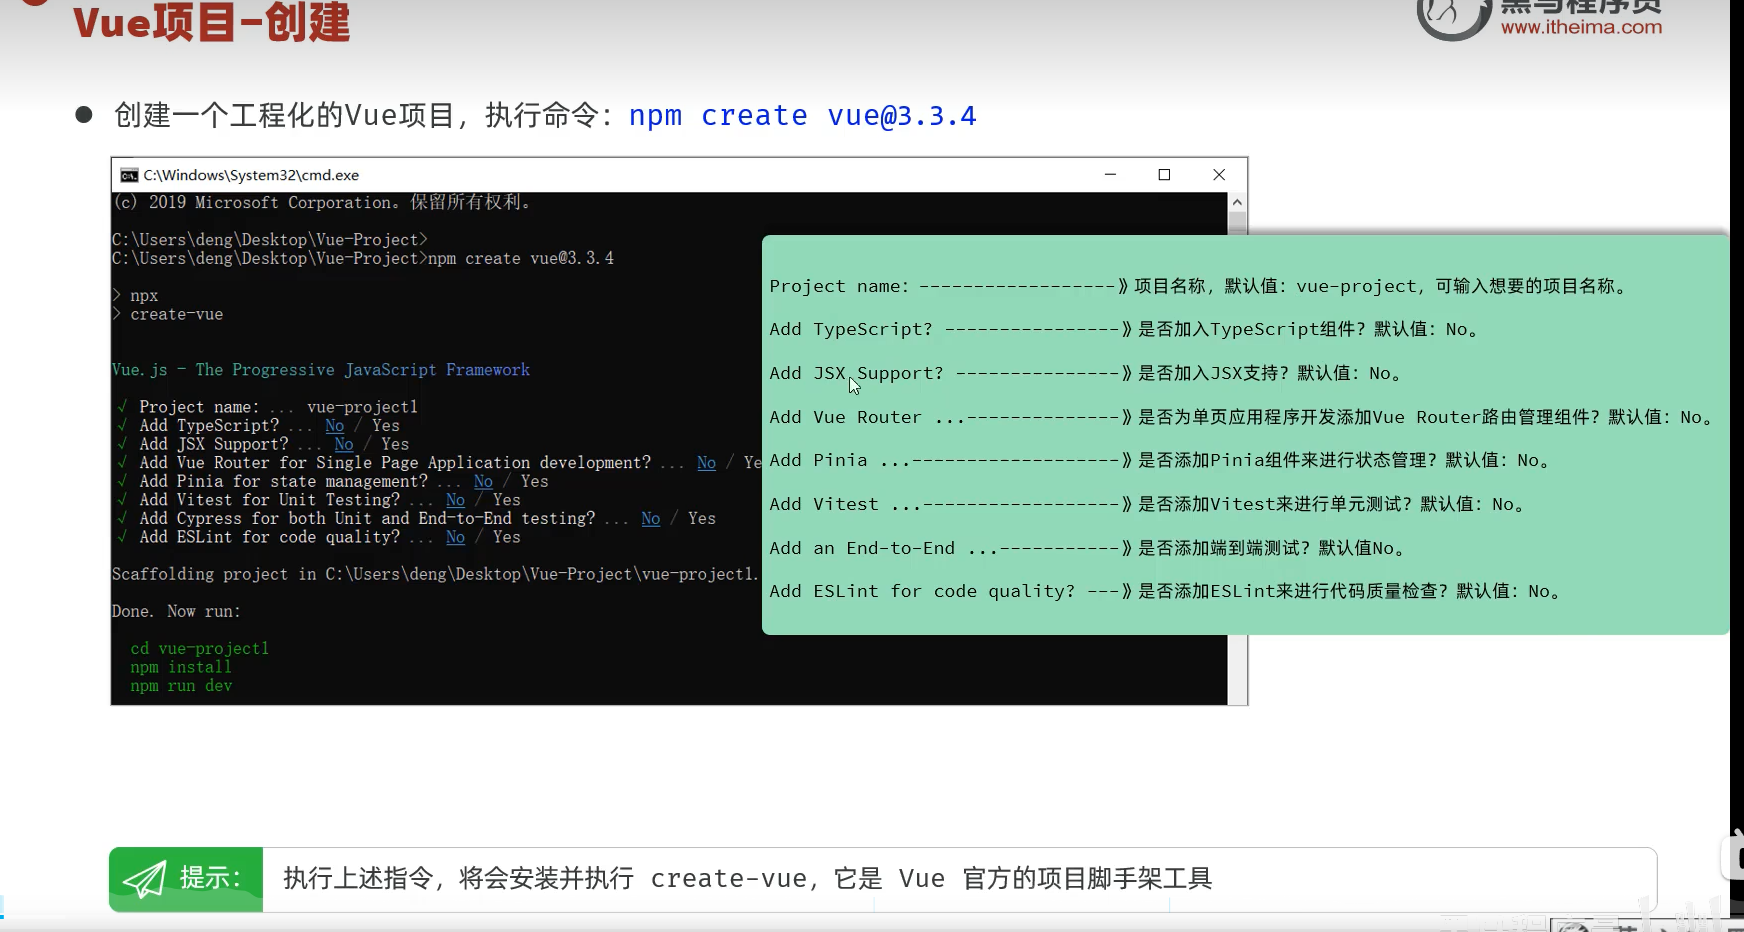 Vue项目-创建
黑马程序员
www.itheima.com
● 创建一个工程化的Vue项目，执行命令：npm create vue@3.3.4
C:\Windows\System32\cmd.exe
(c) 2019 Microsoft Corporation。保留所有权利。
C:\Users\deng\Desktop\Vue-Project>
C:\Users\deng\Desktop\Vue-Project>npm create vue@3.3.4
> npx
> create-vue
Vue.js - The Progressive JavaScript Framework
√ Project name: ... vue-project1
√ Add TypeScript? ... No / Yes
√ Add JSX Support? ... No / Yes
√ Add Vue Router for Single Page Application development? ... No / Ye
√ Add Pinia for state management? ... No / Yes
√ Add Vitest for Unit Testing? ... No / Yes
√ Add Cypress for both Unit and End-to-End testing? ... No / Yes
√ Add ESLint for code quality? ... No / Yes
Scaffolding project in C:\Users\deng\Desktop\Vue-Project\vue-project1.
Done. Now run:
cd vue-project1
npm install
npm run dev
Project name: ------------------》项目名称，默认值：vue-project，可输入想要的项目名称。
Add TypeScript? ----------------》是否加入TypeScript组件？默认值：No。
Add JSX Support? ---------------》是否加入JSX支持？默认值：No。
Add Vue Router ...--------------》是否为单页应用程序开发添加Vue Router路由管理组件？默认值：No。
Add Pinia ...-------------------》是否添加Pinia组件来进行状态管理？默认值：No。
Add Vitest ...------------------》是否添加Vitest来进行单元测试？默认值：No。
Add an End-to-End ...-----------》是否添加端到端测试？默认值No。
Add ESLint for code quality? ---》是否添加ESLint来进行代码质量检查？默认值：No。
提示：
执行上述指令，将会安装并执行 create-vue，它是 Vue 官方的项目脚手架工具